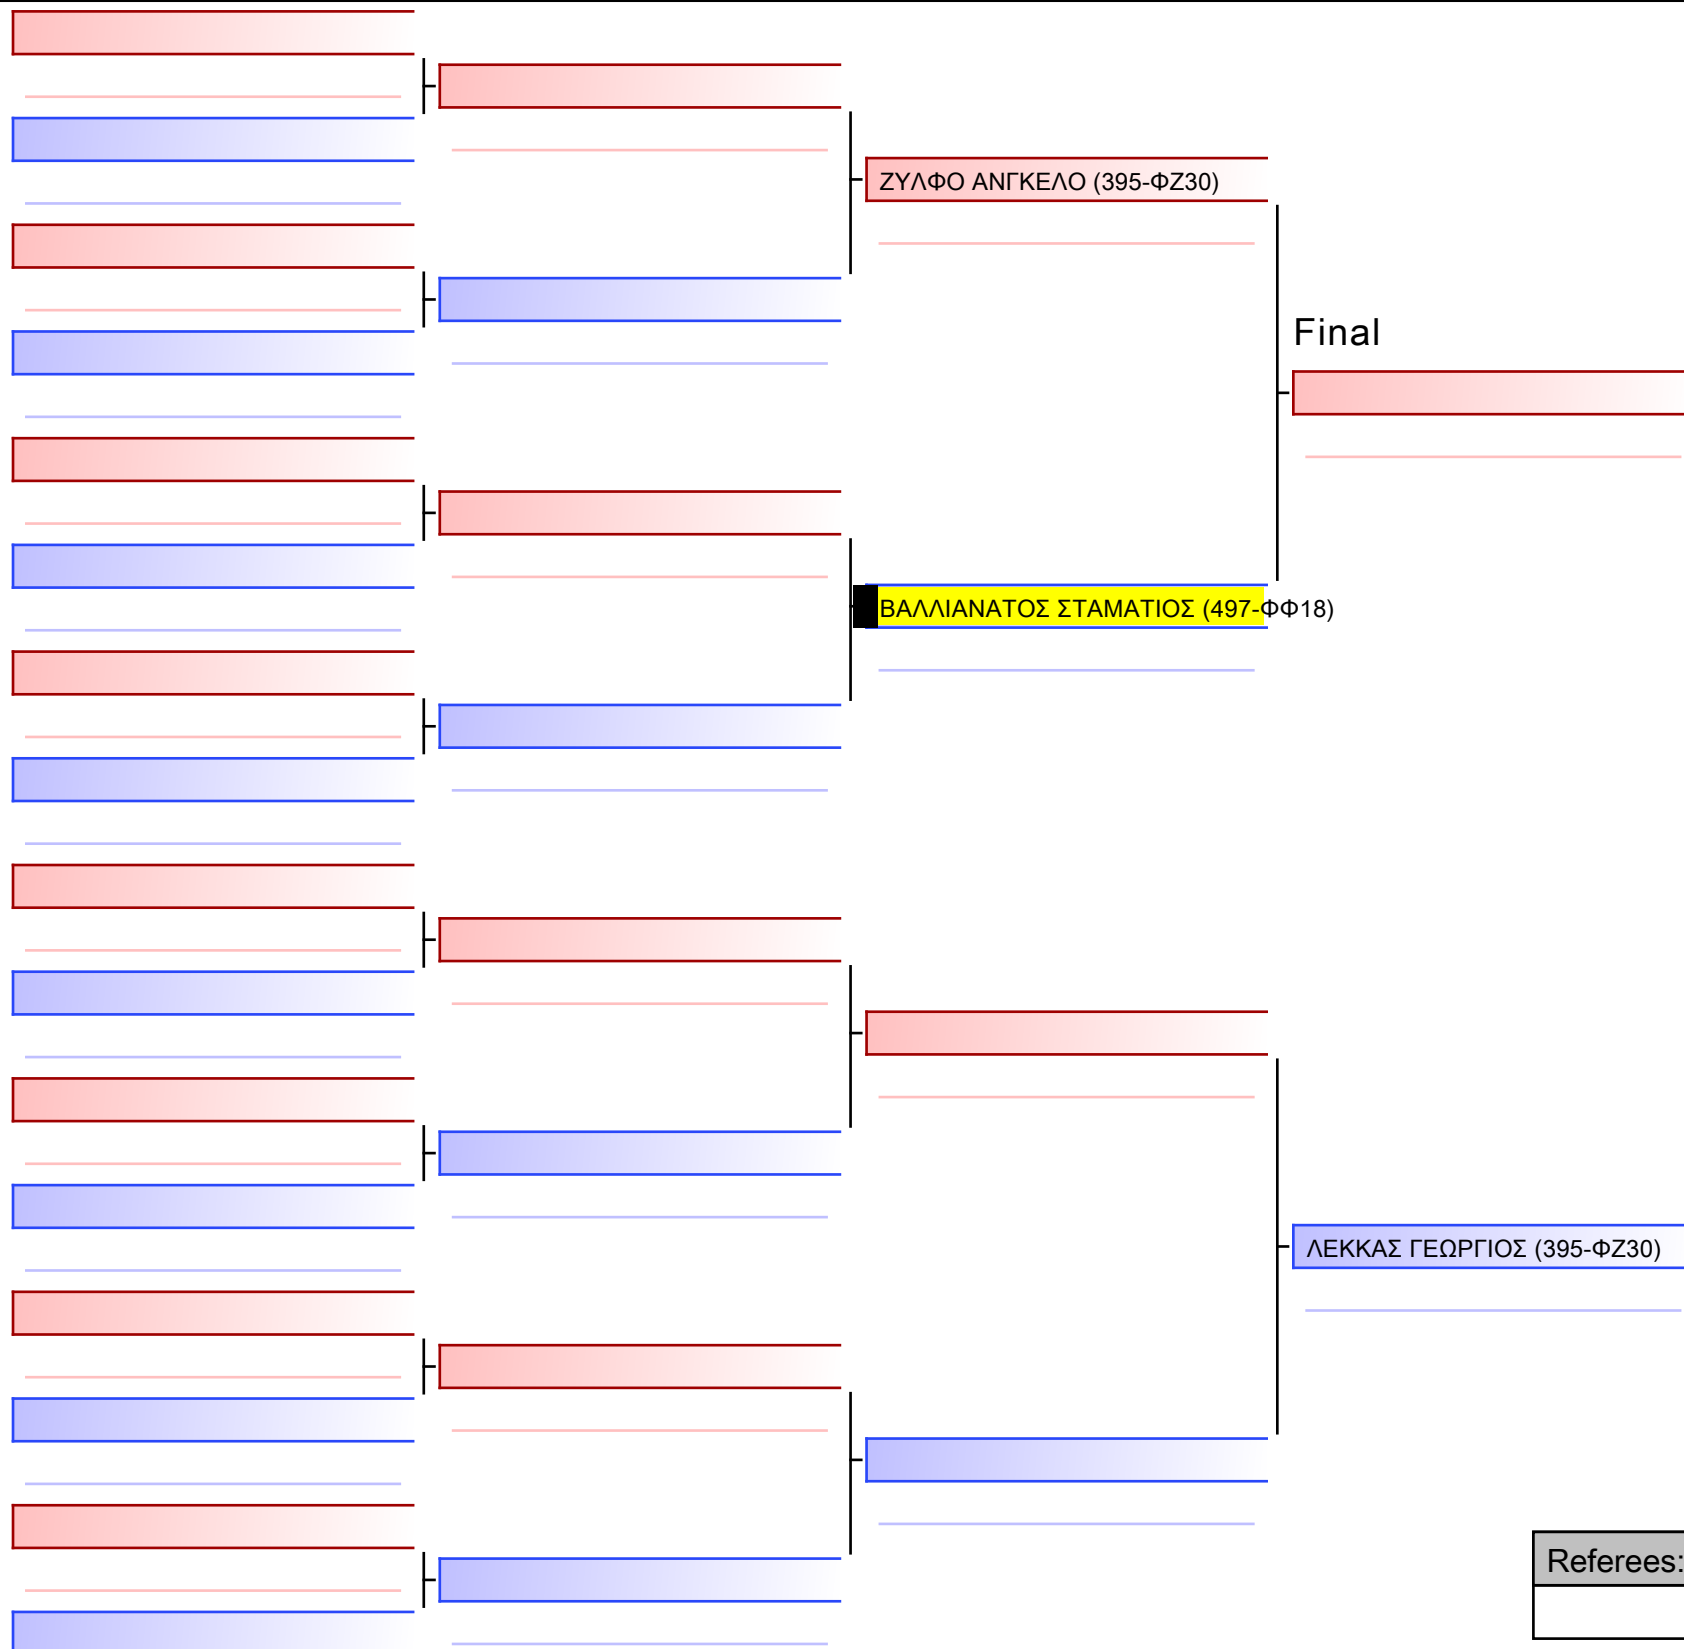 ΖΥΛΦΟ ΑΝΓΚΕΛΟ (395-ΦΖ30)
Final
ΒΑΛΛΙΑΝΑΤΟΣ ΣΤΑΜΑΤΙΟΣ (497-ΦΦ18)
ΛΕΚΚΑΣ ΓΕΩΡΓΙΟΣ (395-ΦΖ30)
Referees: